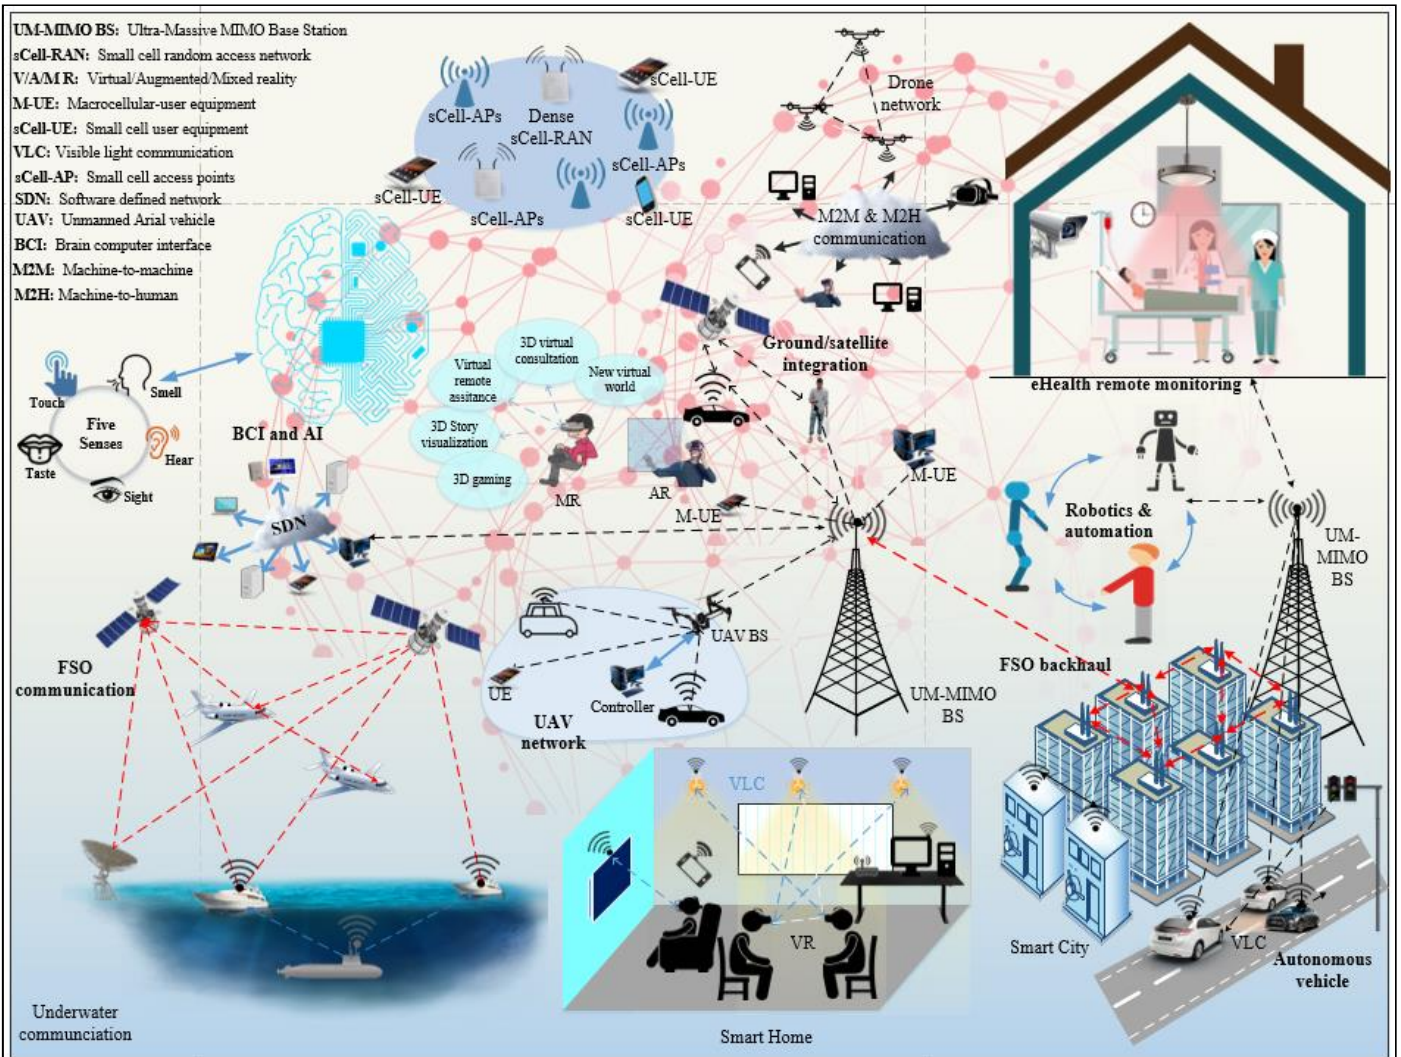 UM-MIMO BS: Ultra-Massive MIMO Base Station
sCell-RAN: Small cell random access network
V/A/M R: Virtual/Augmented/Mixed reality
M-UE: Macrocellular-user equipment
sCell-UE: Small cell user equipment
VLC: Visible light communication
sCell-AP: Small cell access points
SDN: Software defined network
UAV: Unmanned Arial vehicle
BCI: Brain computer interface
M2M: Machine-to-machine
M2H: Machine-to-human
sCell-APs
Dense
sCell-RAN
sCell-UE
sCell-APs
sCell-UE
sCell-APs
sCell-UE
Drone
network
M2M & M2H
communication
eHealth remote monitoring
Touch
Smell
Five
Senses
Taste
Hear
Sight
BCI and AI
3D virtual
consultation
Virtual
remote
assitance
New virtual
world
3D Story
visualization
3D gaming
MR
AR
Ground/satellite
integration
M-UE
M-UE
SDN
Robotics &
automation
UM-
MIMO
BS
FSO
communication
UAV BS
UE
Controller
UAV
network
UM-MIMO
BS
FSO backhaul
VLC
VR
Smart City
VLC
Autonomous
vehicle
Underwater
communciation
Smart Home